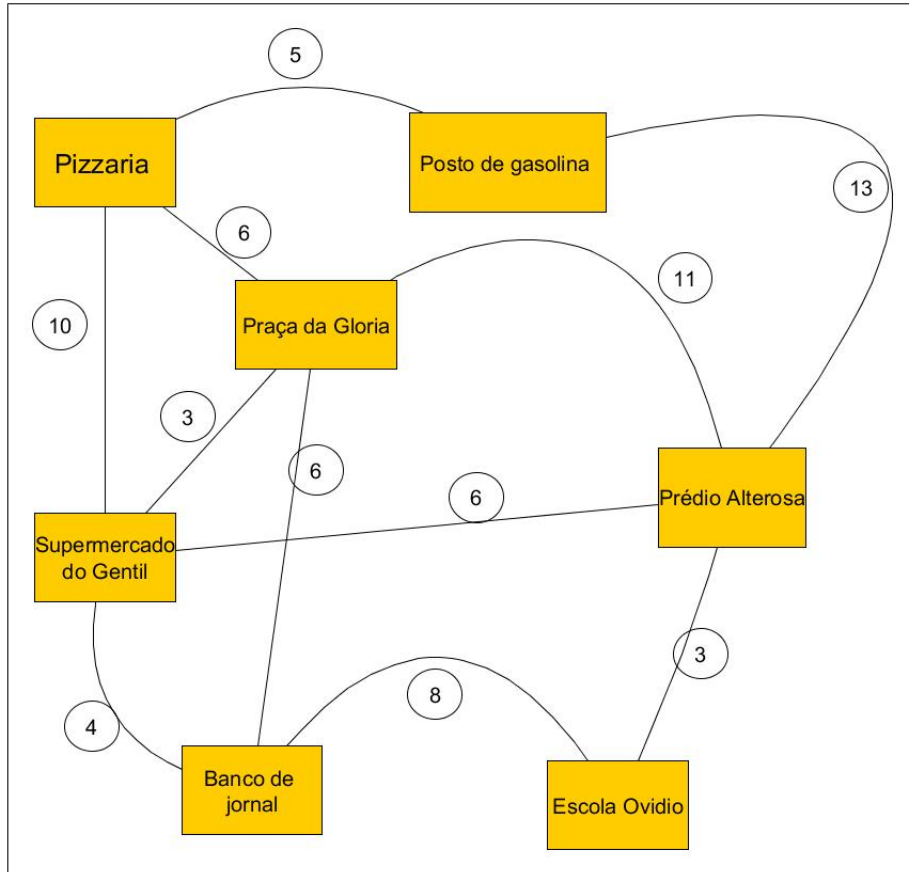 5
Pizzaria
Posto de gasolina
13
6
11
Praça da Gloria
10
3
6
6
Prédio Alterosa
Supermercado
do Gentil
3
8
4
Banco de
jornal
Escola Ovidio